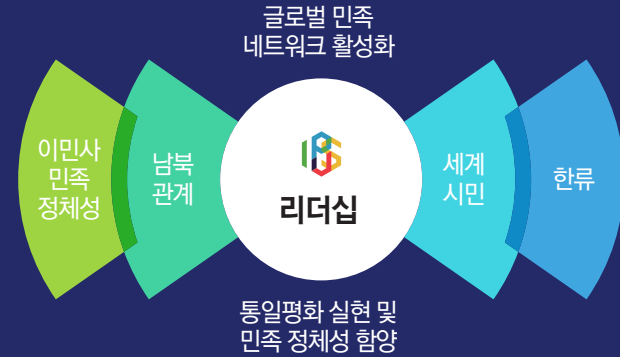 글로벌 민족
네트워크 활성화
이민사
민족
정체성
남북
관계
리더십
세계
시민
한류
통일평화 실현 및
민족 정체성 함양